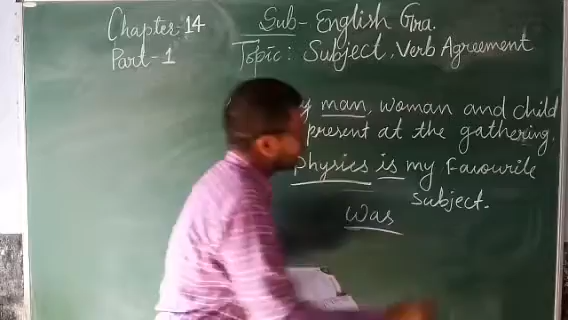 Chapter:14
Part-1
Sub- English Gra.
Topic: Subject, Verb Agreement
man, woman and child
present at the gathering.
Physics is my Favourite
Subject.
Was